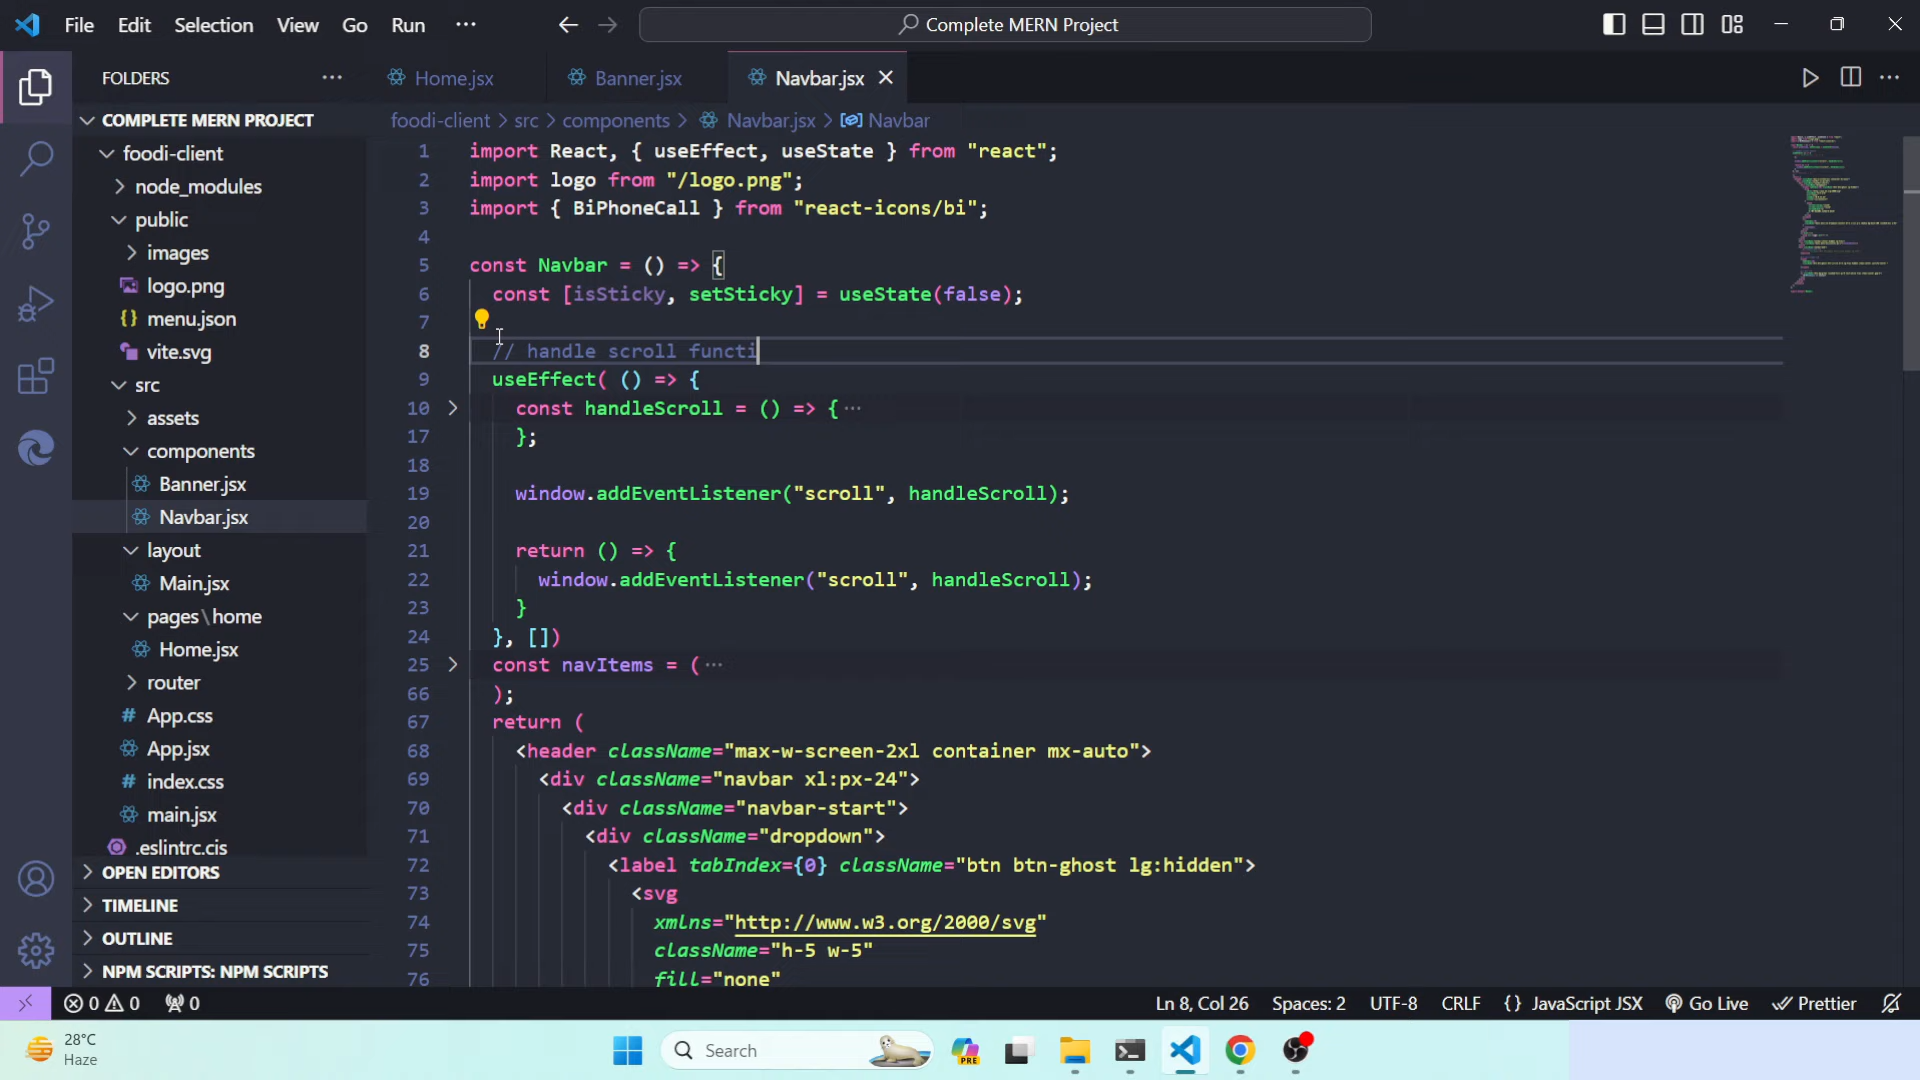 File Edit Selection View Go Run ··· Complete MERN Project
FOLDERS ···
Home.jsx
Banner.jsx
Navbar.jsx
COMPLETE MERN PROJECT
foodi-client
node_modules
public
images
logo.png
menu.json
vite.svg
src
assets
components
Banner.jsx
Navbar.jsx
layout
Main.jsx
pages\home
Home.jsx
router
App.css
App.jsx
index.css
main.jsx
.eslintrc.cjs
OPEN EDITORS
TIMELINE
OUTLINE
NPM SCRIPTS: NPM SCRIPTS
foodi-client > src > components > Navbar.jsx > Navbar
1 import React, { useEffect, useState } from "react";
2 import logo from "/logo.png";
3 import { BiPhoneCall } from "react-icons/bi";
4
5 const Navbar = () => {
6 const [isSticky, setSticky] = useState(false);
7
8 // handle scroll functi
9 useEffect( () => {
10 const handleScroll = () => {···
17 };
18
19 window.addEventListener("scroll", handleScroll);
20
21 return () => {
22 window.addEventListener("scroll", handleScroll);
23 }
24 }, [])
25 const navItems = (···
66 );
67 return (
68 <header className="max-w-screen-2xl container mx-auto">
69 <div className="navbar xl:px-24">
70 <div className="navbar-start">
71 <div className="dropdown">
72 <label tabIndex={0} className="btn btn-ghost lg:hidden">
73 <svg
74 xmlns="http://www.w3.org/2000/svg"
75 className="h-5 w-5"
76 fill="none"
0 0 0 Ln 8, Col 26 Spaces: 2 UTF-8 CRLF {} JavaScript JSX Go Live Prettier
28°C
Haze
Search
PRE